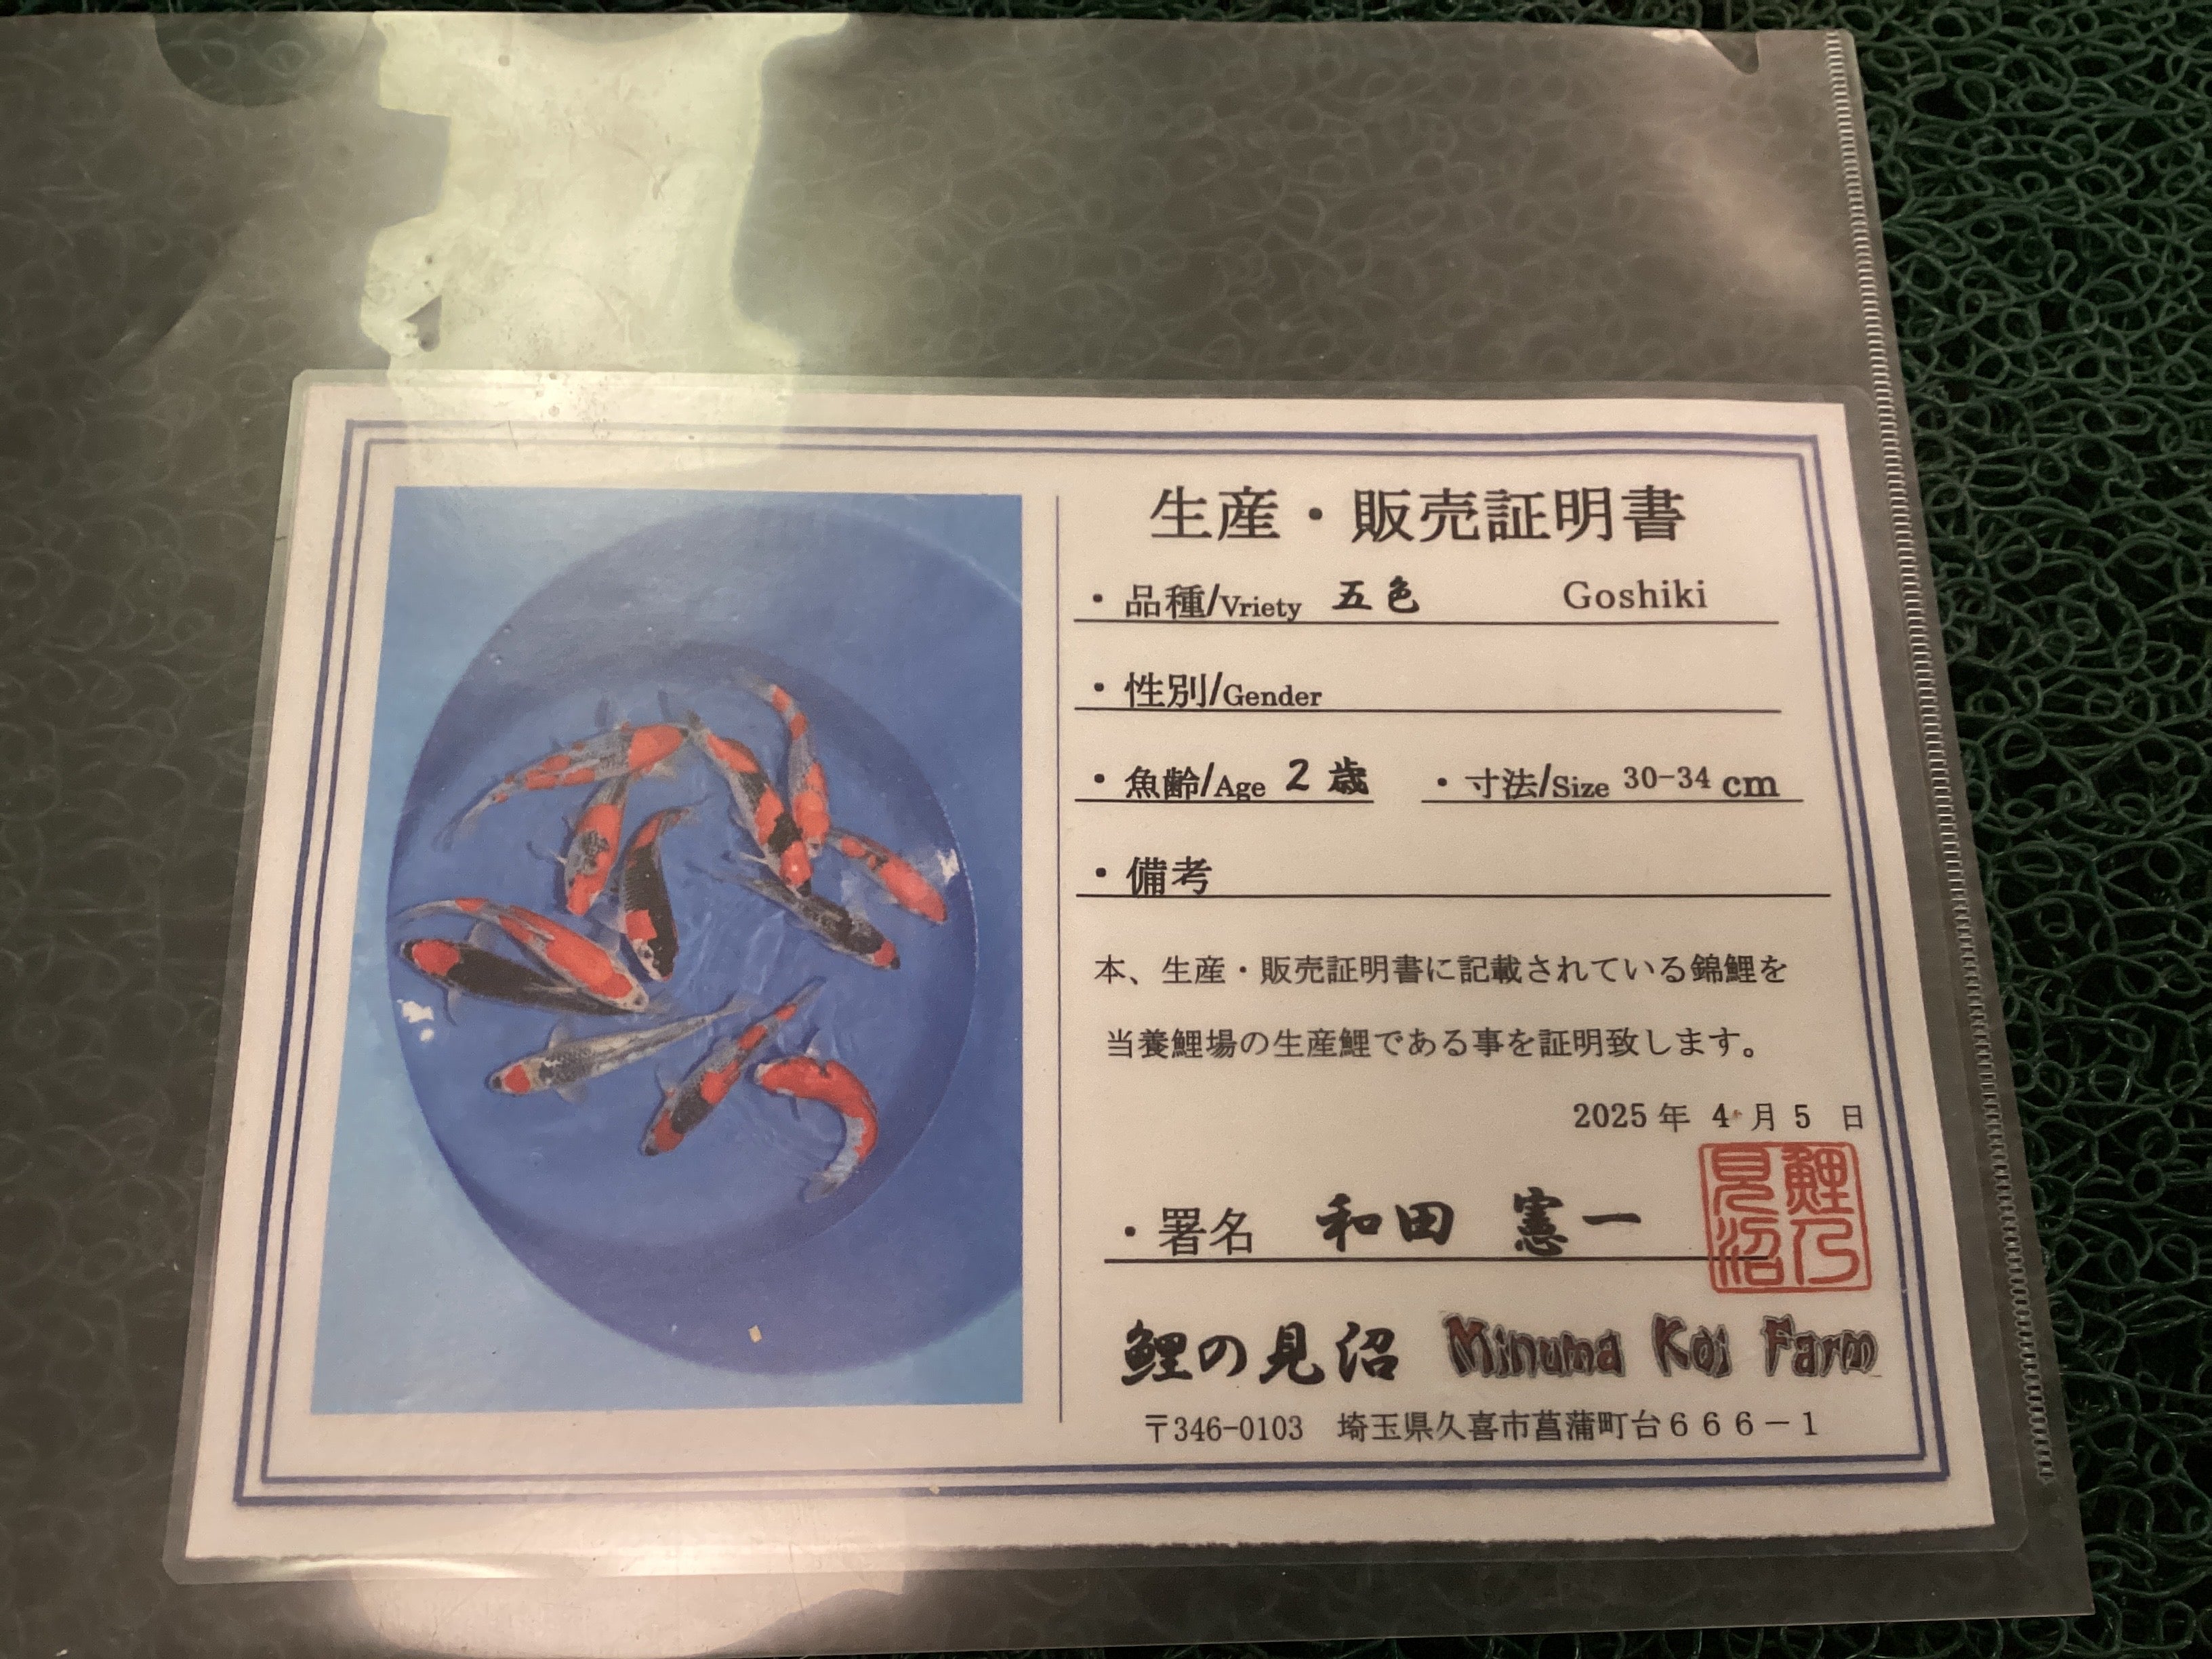 生産・販売証明書
・品種/Vriety 五色 Goshiki
・性別/Gender
・魚齢/Age 2 歳 ・寸法/Size 30-34 cm
・備考
本、生産・販売証明書に記載されている錦鯉を
当養鯉場の生産鯉である事を証明致します。
2025 年 4 月 5 日
・署名 和田 憲一
鯉乃見沼
鯉の見沼 Minuma Koi Farm
〒346-0103 埼玉県久喜市菖蒲町台６６６－１